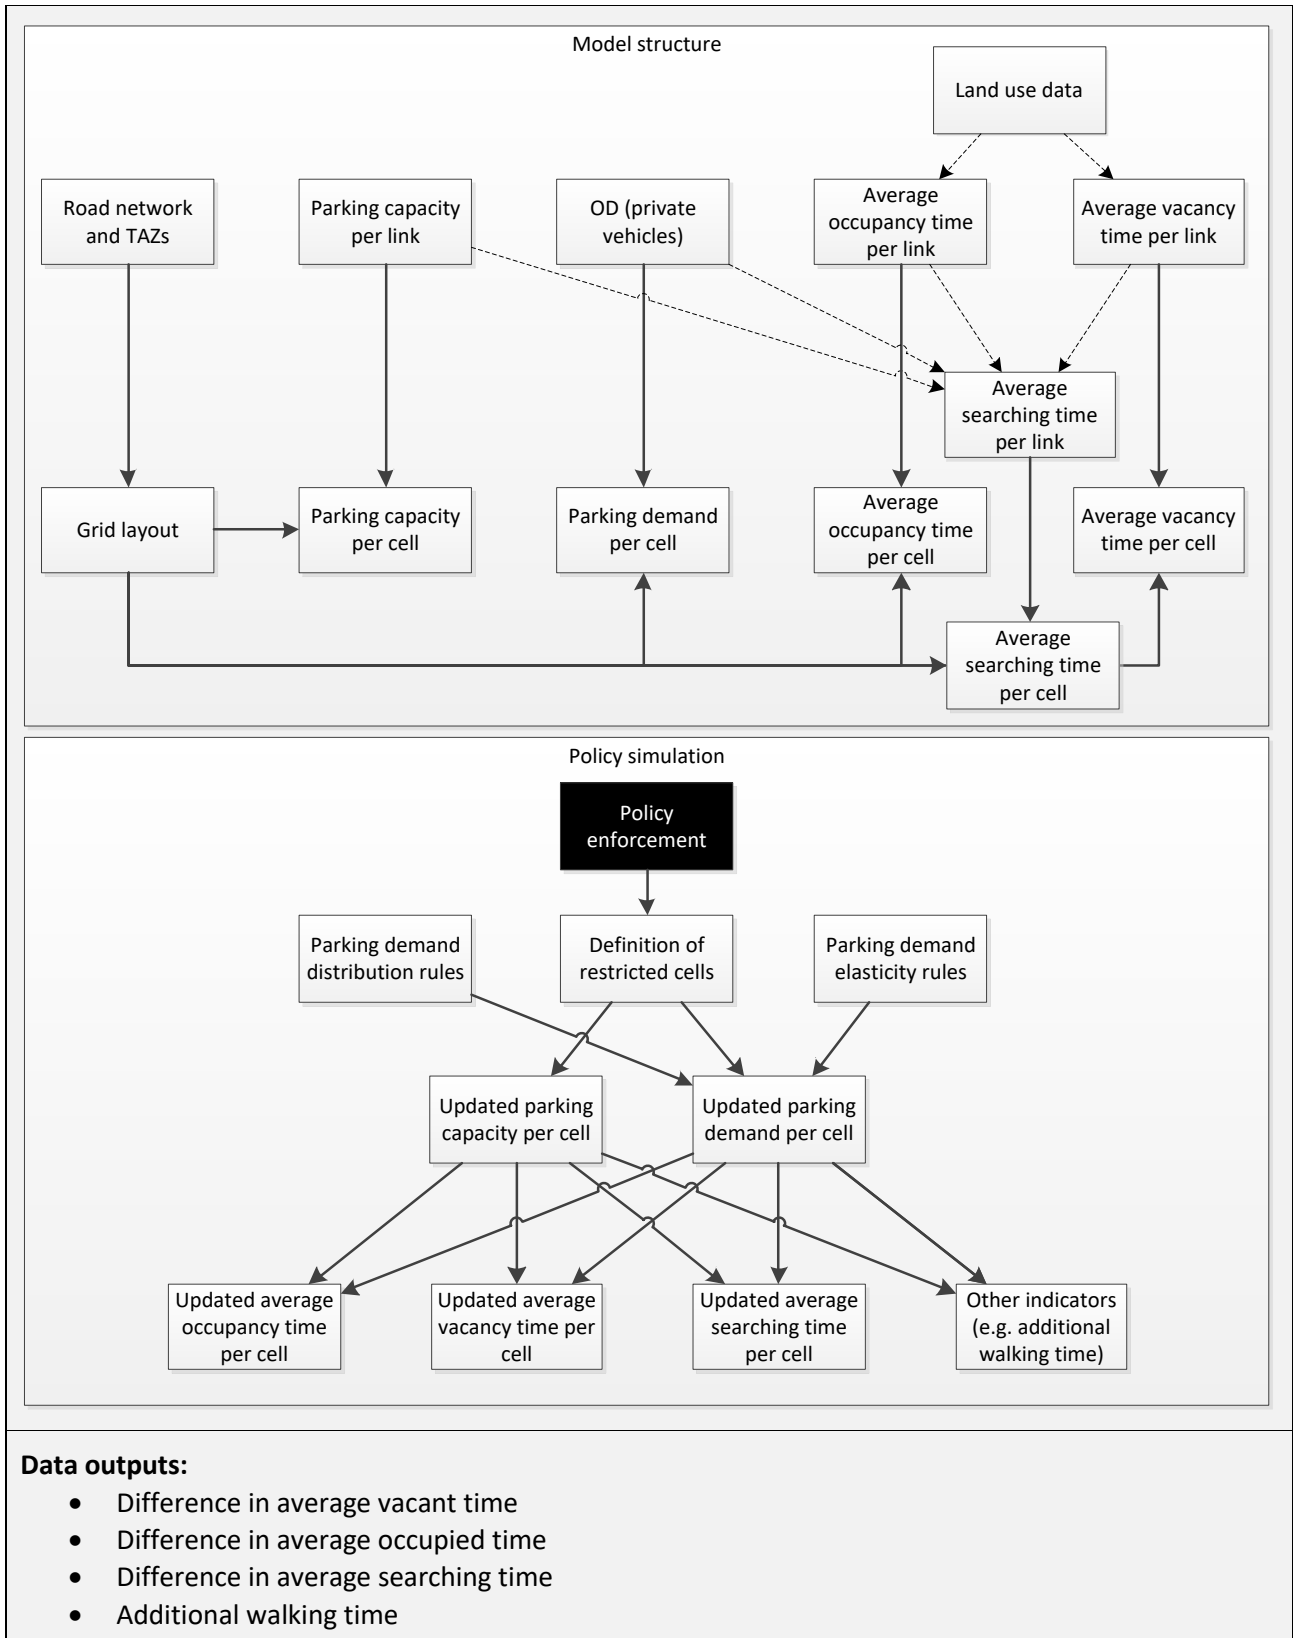 Model structure
Land use data
Road network
and TAZs
Parking capacity
per link
OD (private
vehicles)
Average
occupancy time
per link
Average vacancy
time per link
Average
searching time
per link
Grid layout
Parking capacity
per cell
Parking demand
per cell
Average
occupancy time
per cell
Average vacancy
time per cell
Average
searching time
per cell
Policy simulation
Policy
enforcement
Parking demand
distribution rules
Definition of
restricted cells
Parking demand
elasticity rules
Updated parking
capacity per cell
Updated parking
demand per cell
Updated average
occupancy time
per cell
Updated average
vacancy time per
cell
Updated average
searching time
per cell
Other indicators
(e.g. additional
walking time)
Data outputs:
• Difference in average vacant time
• Difference in average occupied time
• Difference in average searching time
• Additional walking time